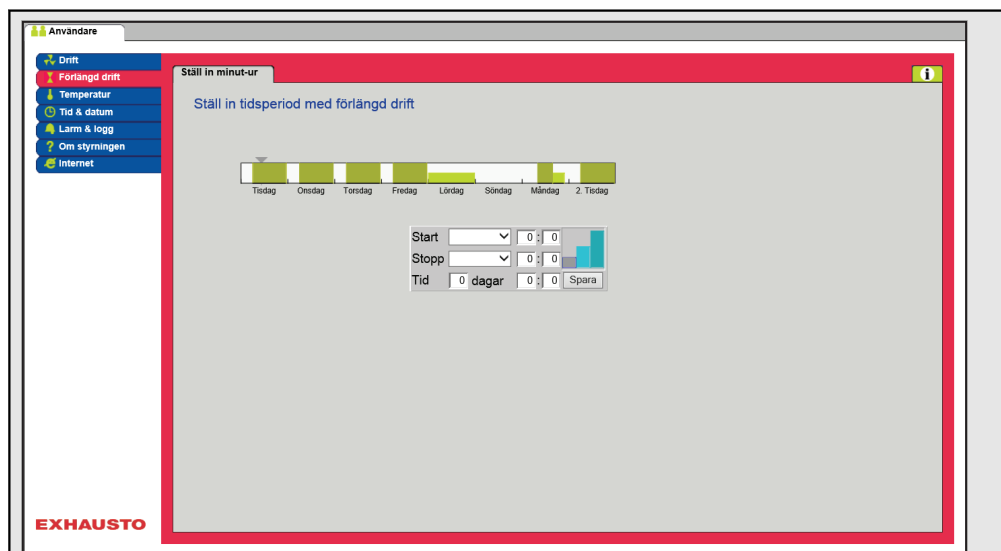 Användare
Drift
Förlängd drift
Temperatur
Tid & datum
Larm & logg
Om styrningen
Internet
Ställ in minut-ur
i
Ställ in tidsperiod med förlängd drift
Tisdag Onsdag Torsdag Fredag Lördag Söndag Måndag 2. Tisdag
Start 0 : 0
Stopp 0 : 0
Tid 0 dagar 0 : 0 Spara
EXHAUSTO